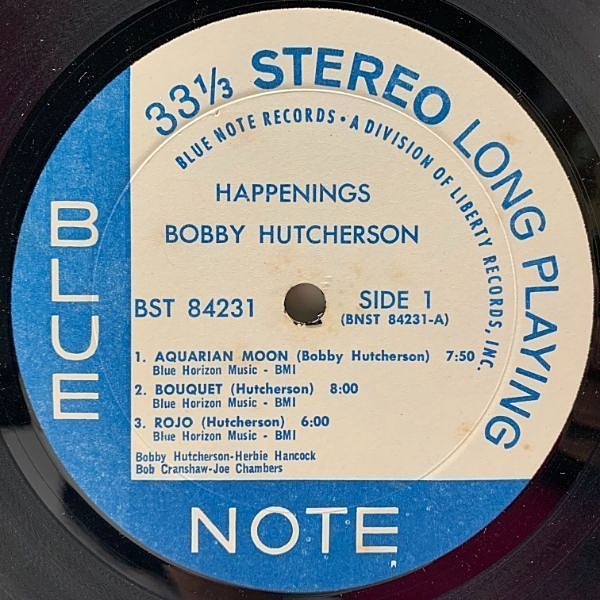 33⅓ STEREO LONG PLAYING
BLUE NOTE RECORDS • A DIVISION OF LIBERTY RECORDS, INC.
HAPPENINGS
BOBBY HUTCHERSON
BST 84231
SIDE 1
(BNST 84231-A)
1. AQUARIAN MOON (Bobby Hutcherson) 7:50
Blue Horizon Music - BMI
2. BOUQUET (Hutcherson) 8:00
Blue Horizon Music - BMI
3. ROJO (Hutcherson) 6:00
Blue Horizon Music - BMI
Bobby Hutcherson-Herbie Hancock
Bob Cranshaw-Joe Chambers
BLUE
NOTE
R